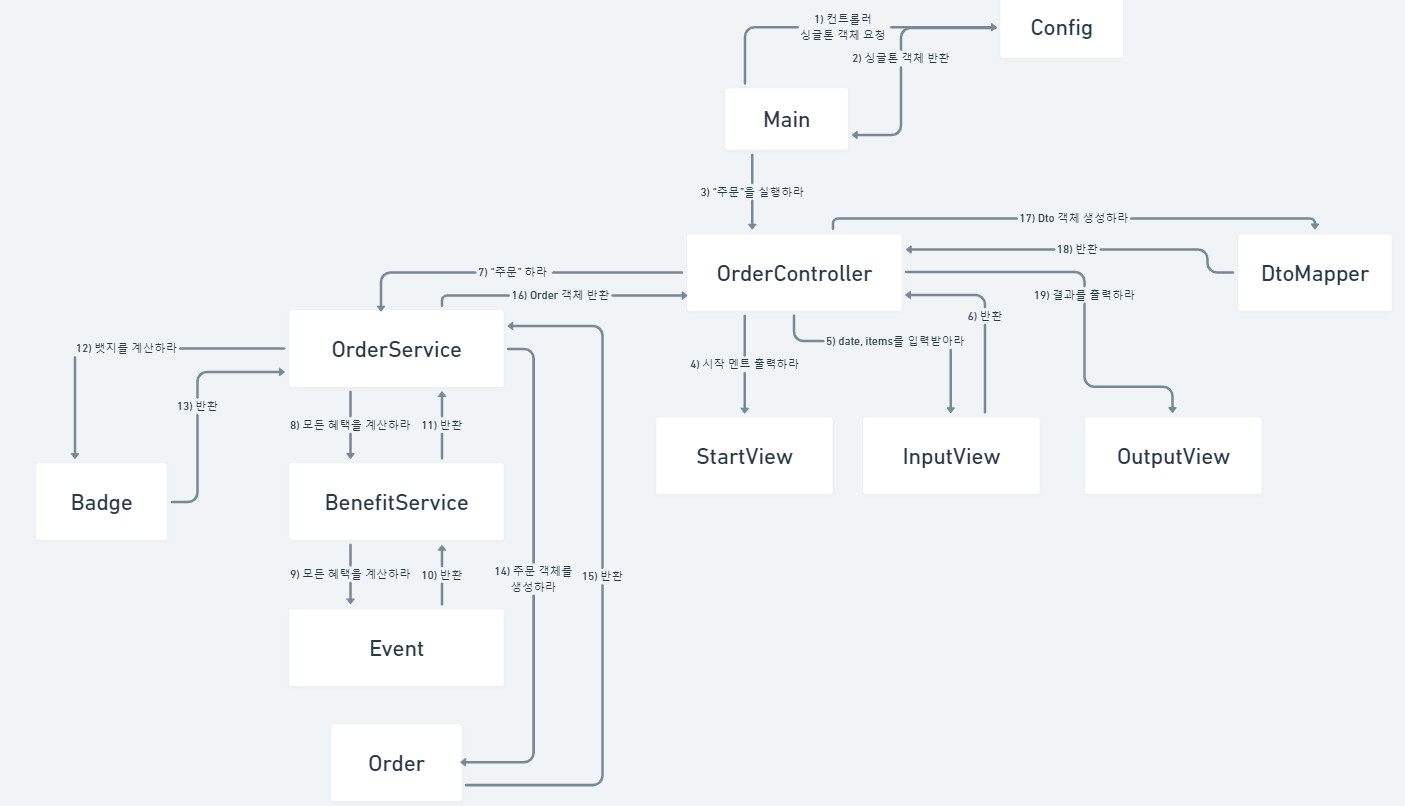 1) 컨트롤러
싱글톤 객체 요청
Config
2) 싱글톤 객체 반환
Main
3) "주문"을 실행하라
17) Dto 객체 생성하라
18) 반환
OrderController
DtoMapper
7) "주문" 하라
16) Order 객체 반환
19) 결과를 출력하라
6) 반환
5) date, items를 입력받아라
4) 시작 멘트 출력하라
OrderService
12) 뱃지를 계산하라
13) 반환
8) 모든 혜택을 계산하라
11) 반환
StartView
InputView
OutputView
Badge
BenefitService
9) 모든 혜택을 계산하라
10) 반환
14) 주문 객체를
생성하라
15) 반환
Event
Order